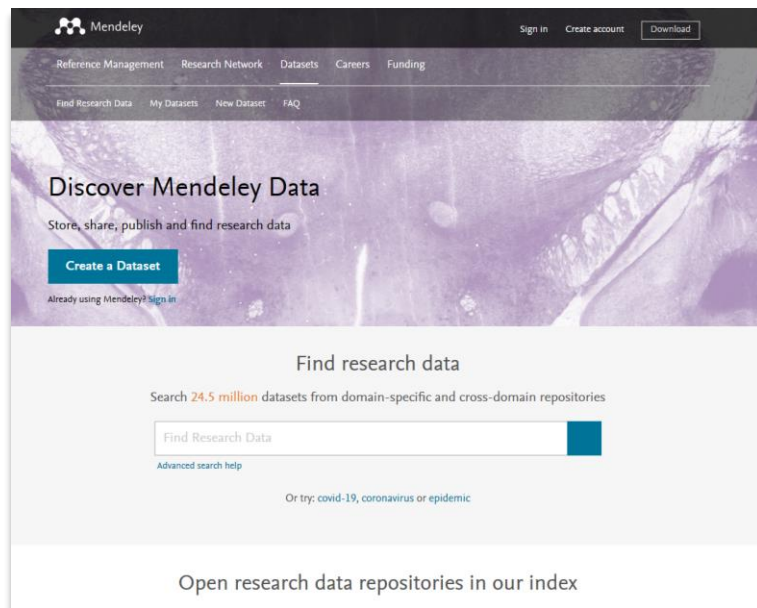 Mendeley
Sign in Create account Download
Reference Management Research Network Datasets Careers Funding
Find Research Data My Datasets New Dataset FAQ
Discover Mendeley Data
Store, share, publish and find research data
Create a Dataset
Already using Mendeley? Sign in
Find research data
Search 24.5 million datasets from domain-specific and cross-domain repositories
Find Research Data
Advanced search help
Or try: covid-19, coronavirus or epidemic
Open research data repositories in our index